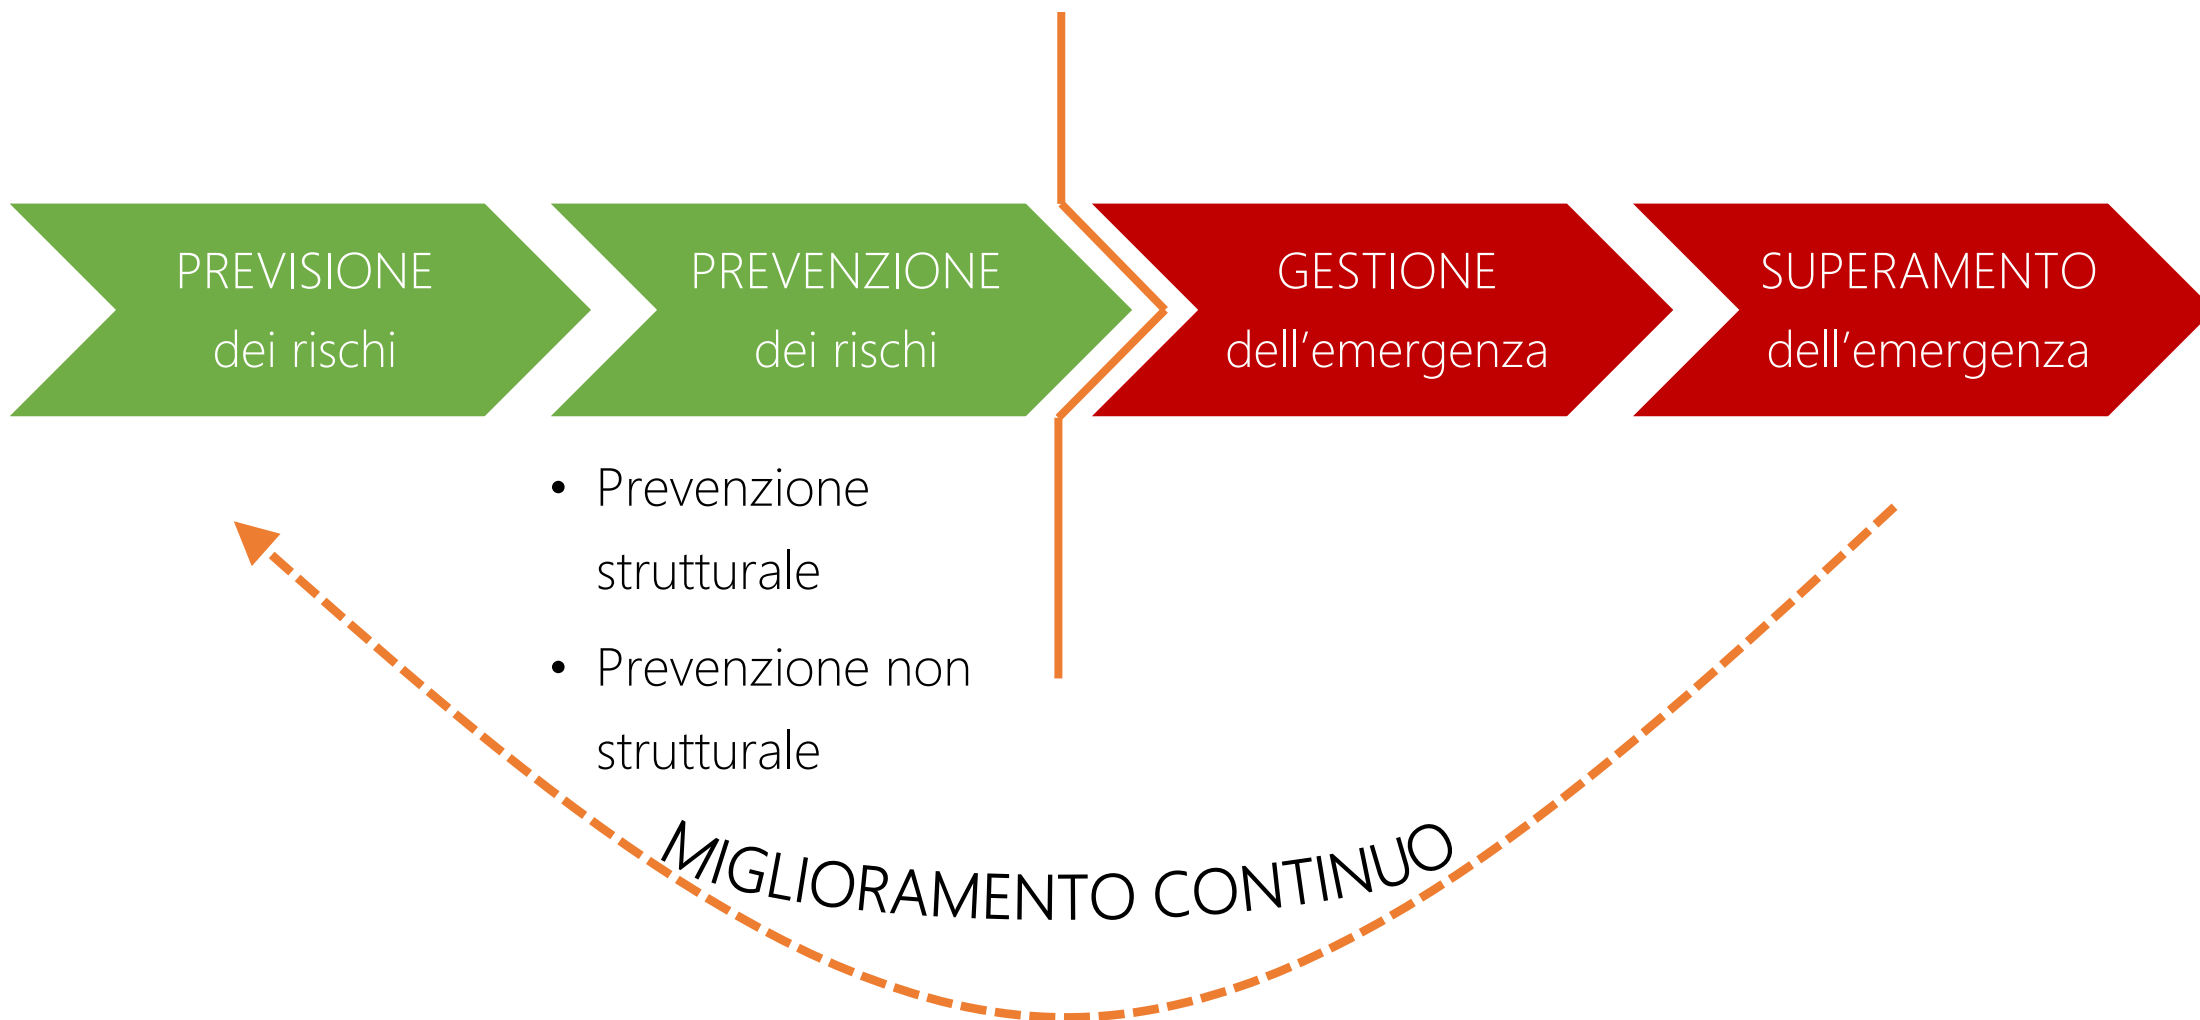 PREVISIONE
dei rischi
PREVENZIONE
dei rischi
GESTIONE
dell’emergenza
SUPERAMENTO
dell’emergenza
• Prevenzione
strutturale
• Prevenzione non
strutturale
MIGLIORAMENTO CONTINUO